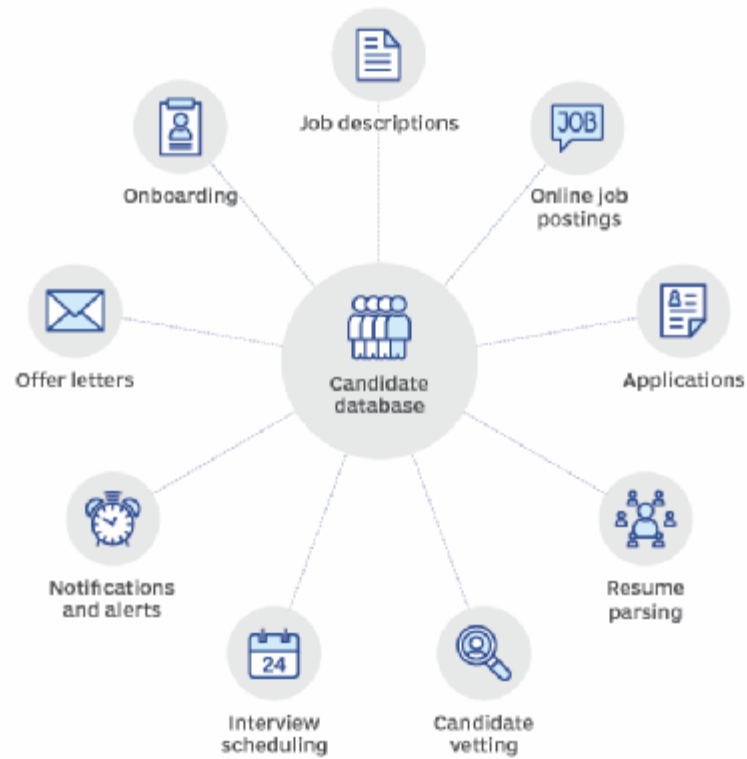 Job descriptions
JOB
Online job
postings
Applications
Resume
parsing
Candidate
vetting
24
Interview
scheduling
Notifications
and alerts
Offer letters
Onboarding
Candidate
database